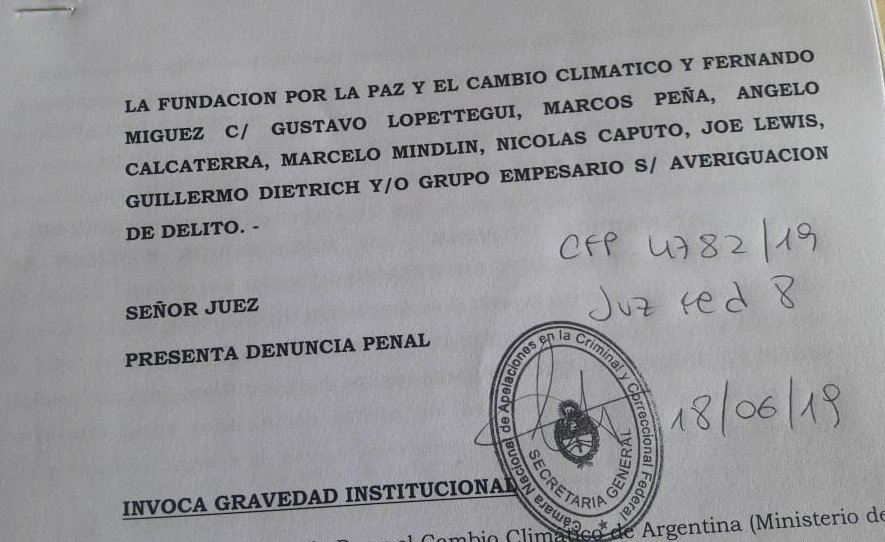 LA FUNDACION POR LA PAZ Y EL CAMBIO CLIMATICO Y FERNANDO
MIGUEZ C/ GUSTAVO LOPETTEGUI, MARCOS PEÑA, ANGELO
CALCATERRA, MARCELO MINDLIN, NICOLAS CAPUTO, JOE LEWIS,
GUILLERMO DIETRICH Y/O GRUPO EMPESARIO S/ AVERIGUACION
DE DELITO. -
CFP 4782/19
SEÑOR JUEZ
Juz fed 8
PRESENTA DENUNCIA PENAL
Cámara Nacional de Apelaciones en la Criminal y Correccional Federal
SECRETARIA GENERAL
18/06/19
INVOCA GRAVEDAD INSTITUCIONAL
Cambio Climático de Argentina (Ministerio de